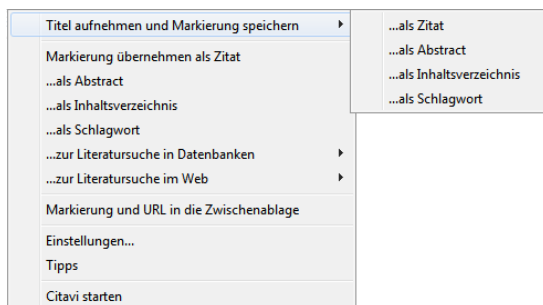 Titel aufnehmen und Markierung speichern
...als Zitat
...als Abstract
...als Inhaltsverzeichnis
...als Schlagwort
Markierung übernehmen als Zitat
...als Abstract
...als Inhaltsverzeichnis
...als Schlagwort
...zur Literatursuche in Datenbanken
...zur Literatursuche im Web
Markierung und URL in die Zwischenablage
Einstellungen...
Tipps
Citavi starten